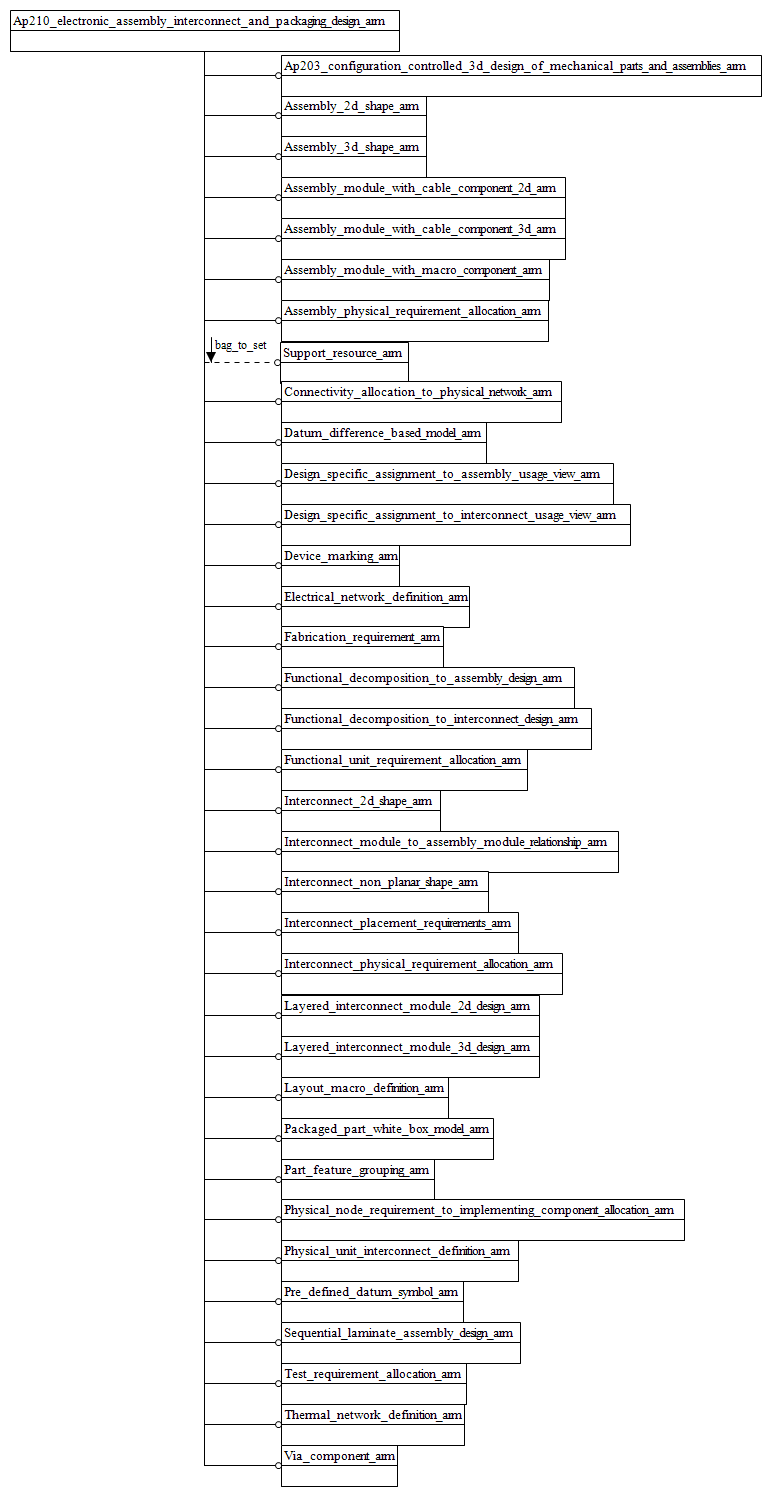 Ap210_electronic_assembly_interconnect_and_packaging_design_arm
Ap203_configuration_controlled_3d_design_of_mechanical_parts_and_assemblies_arm
Assembly_2d_shape_arm
Assembly_3d_shape_arm
Assembly_module_with_cable_component_2d_arm
Assembly_module_with_cable_component_3d_arm
Assembly_module_with_macro_component_arm
Assembly_physical_requirement_allocation_arm
bag_to_set
Support_resource_arm
Connectivity_allocation_to_physical_network_arm
Datum_difference_based_model_arm
Design_specific_assignment_to_assembly_usage_view_arm
Design_specific_assignment_to_interconnect_usage_view_arm
Device_marking_arm
Electrical_network_definition_arm
Fabrication_requirement_arm
Functional_decomposition_to_assembly_design_arm
Functional_decomposition_to_interconnect_design_arm
Functional_unit_requirement_allocation_arm
Interconnect_2d_shape_arm
Interconnect_module_to_assembly_module_relationship_arm
Interconnect_non_planar_shape_arm
Interconnect_placement_requirements_arm
Interconnect_physical_requirement_allocation_arm
Layered_interconnect_module_2d_design_arm
Layered_interconnect_module_3d_design_arm
Layout_macro_definition_arm
Packaged_part_white_box_model_arm
Part_feature_grouping_arm
Physical_node_requirement_to_implementing_component_allocation_arm
Physical_unit_interconnect_definition_arm
Pre_defined_datum_symbol_arm
Sequential_laminate_assembly_design_arm
Test_requirement_allocation_arm
Thermal_network_definition_arm
Via_component_arm